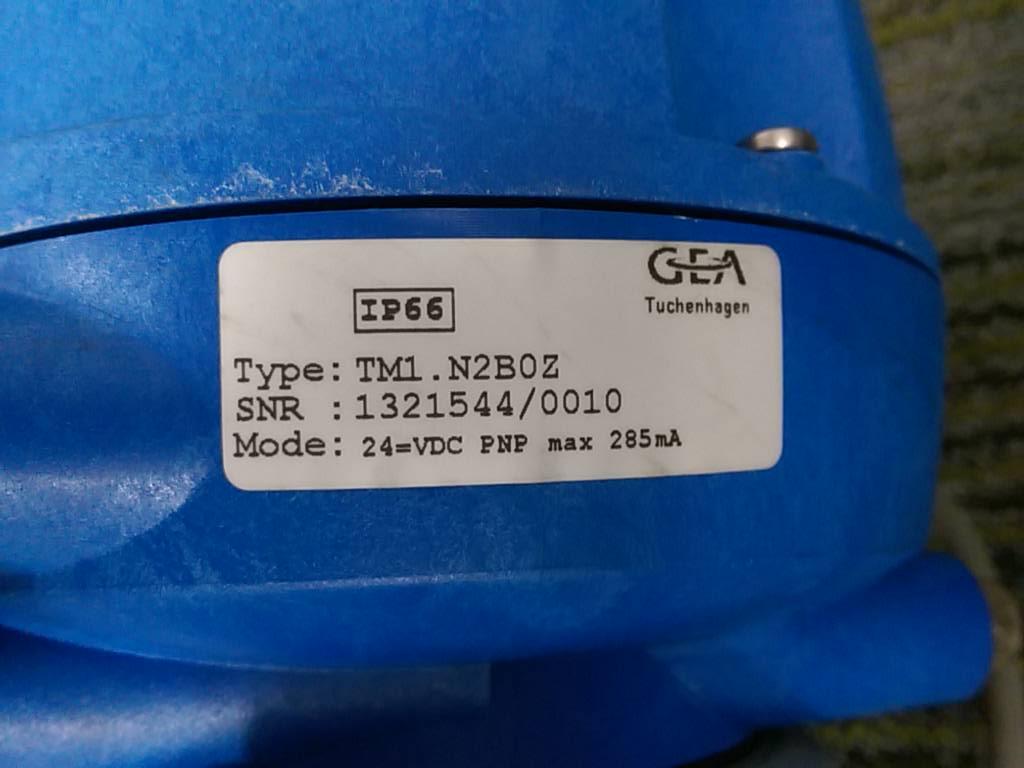 GEA
Tuchenhagen
IP66
Type: TM1.N2B0Z
SNR : 1321544/0010
Mode: 24=VDC PNP max 285mA